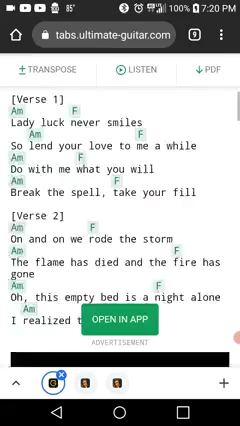 85°
100%
7:20 PM
tabs.ultimate-guitar.com
9
TRANSPOSE
LISTEN
PDF
[Verse 1]
Am F
Lady luck never smiles
Am F
So lend your love to me a while
Am F
Do with me what you will
Am F
Break the spell, take your fill
[Verse 2]
Am F
On and on we rode the storm
Am F
The flame has died and the fire has
gone
Am F
Oh, this empty bed is a night alone
Am
I realized
OPEN IN APP
ADVERTISEMENT